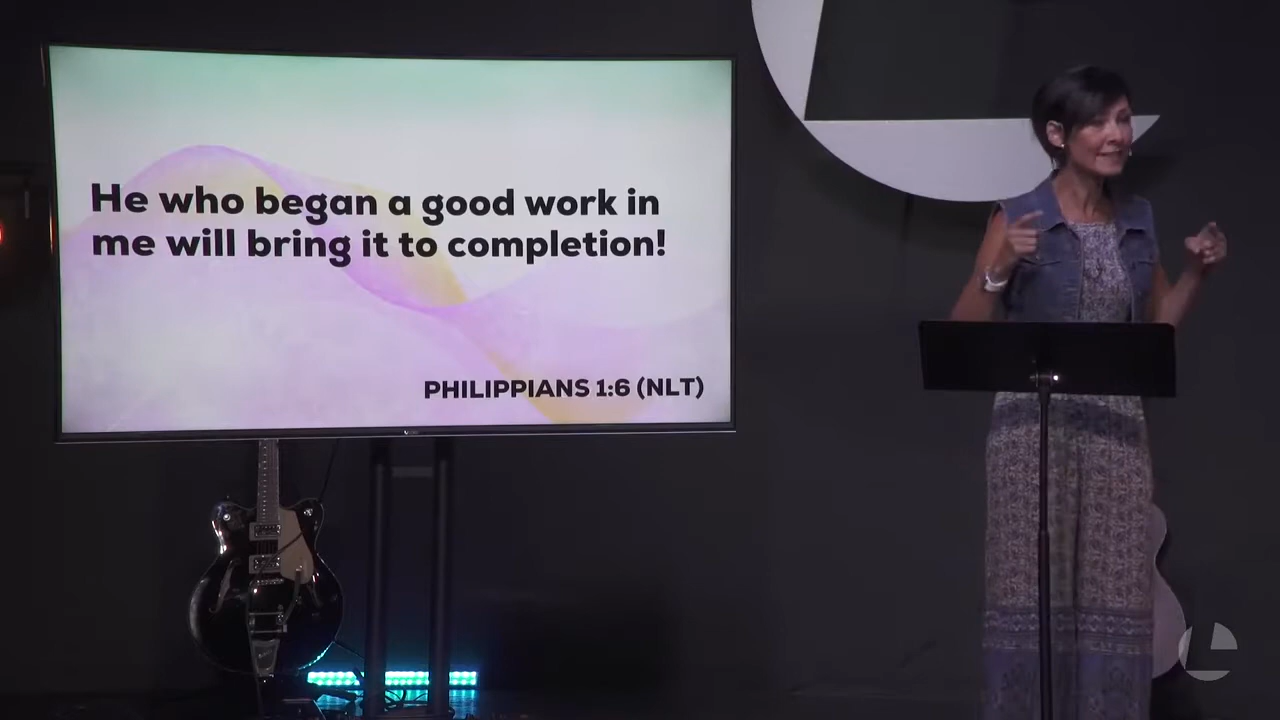 He who began a good work in
me will bring it to completion!
PHILIPPIANS 1:6 (NLT)